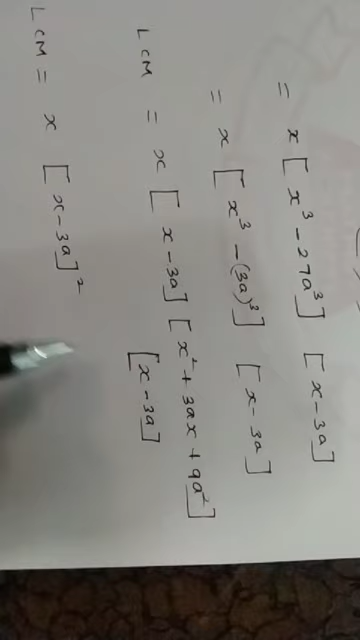 = x [x³ - 27a³] [x - 3a]
= x [x³ - (3a)³] [x - 3a]
LCM = x [x - 3a] [x² + 3ax + 9a²]
[x - 3a]
LCM = x [x - 3a]²